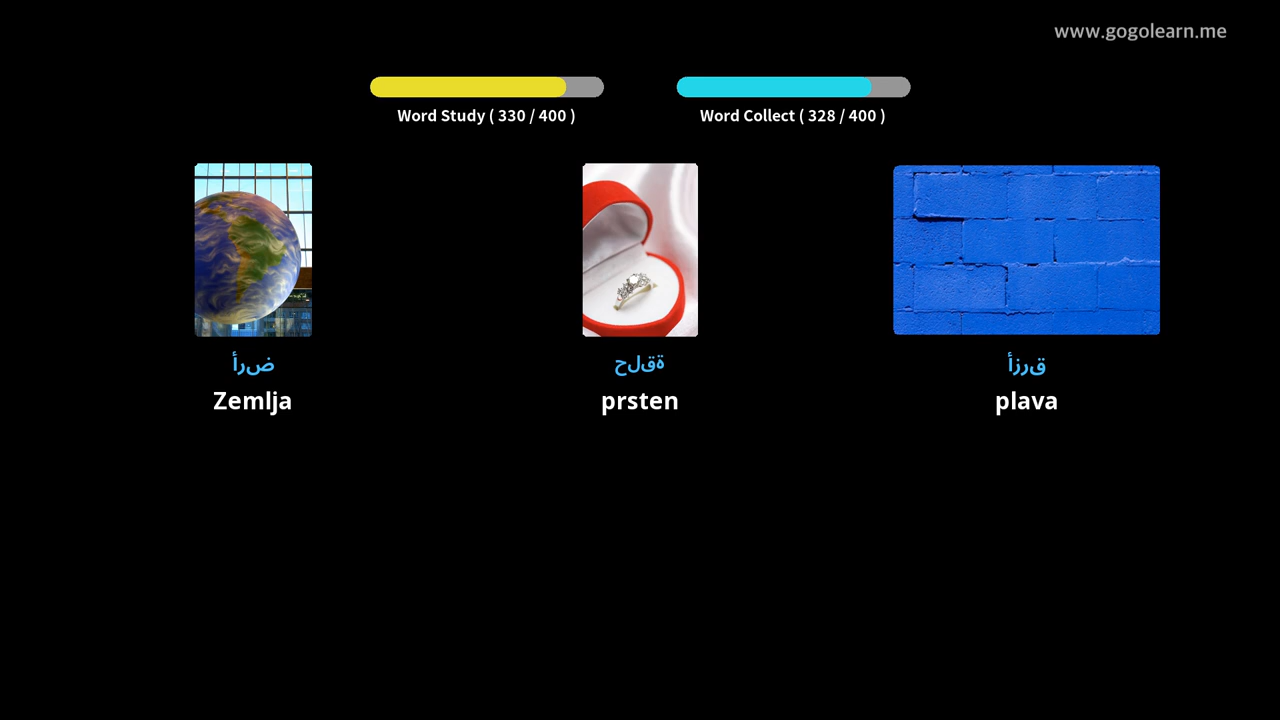 www.gogolearn.me
Word Study ( 330 / 400 )
Word Collect ( 328 / 400 )
ضرأ
Zemlja
ةقلح
prsten
قرزأ
plava